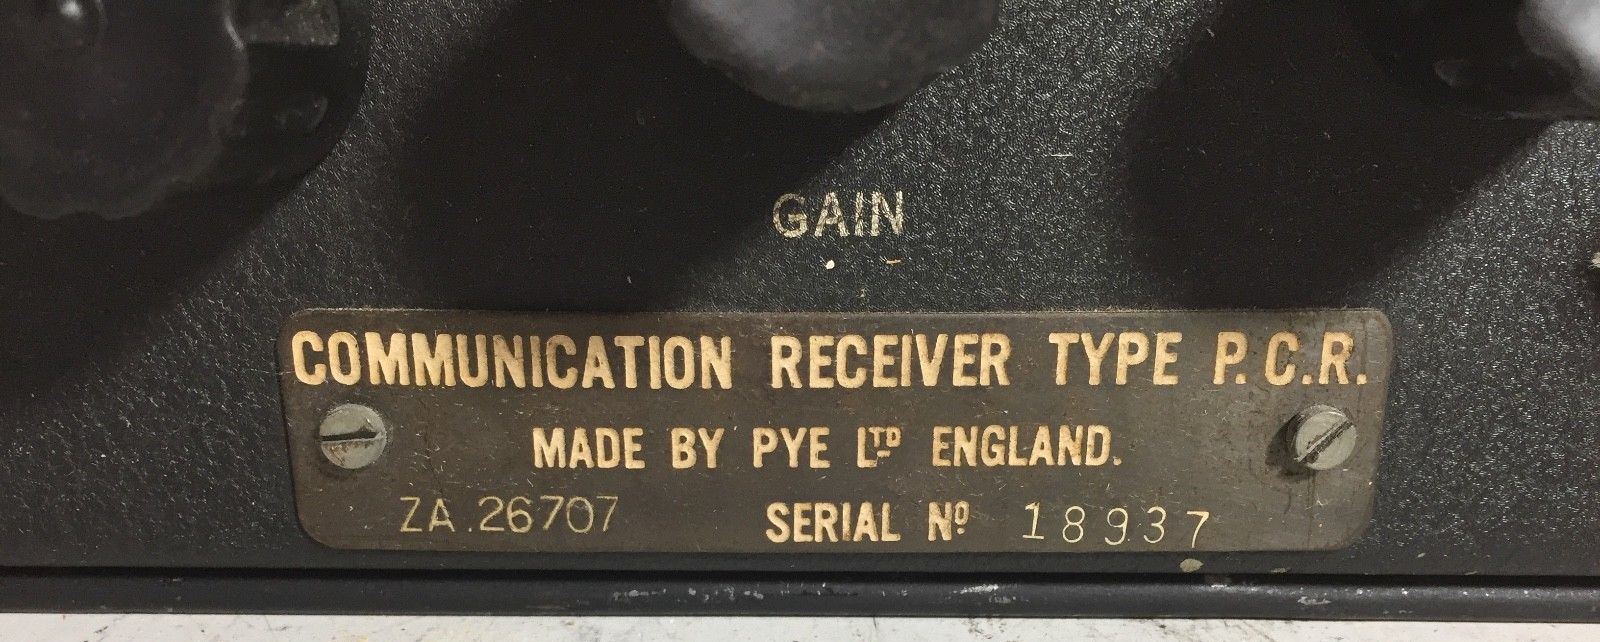 GAIN
COMMUNICATION RECEIVER TYPE P.C.R.
MADE BY PYE LTD ENGLAND.
ZA.26707 SERIAL Nº 18937